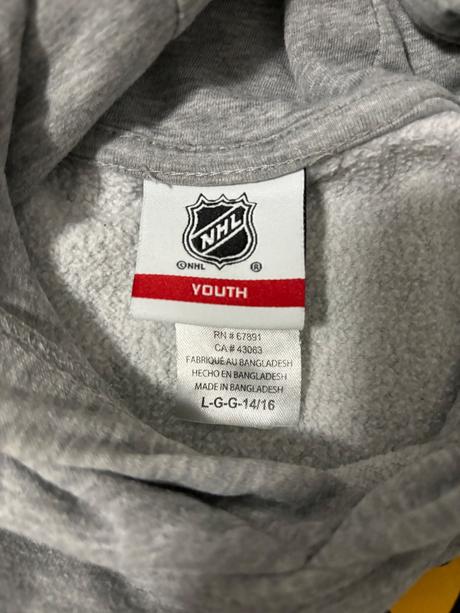 NHL
©NHL ®
YOUTH
RN # 67891
CA # 43063
FABRIQUÉ AU BANGLADESH
HECHO EN BANGLADESH
MADE IN BANGLADESH
L-G-G-14/16